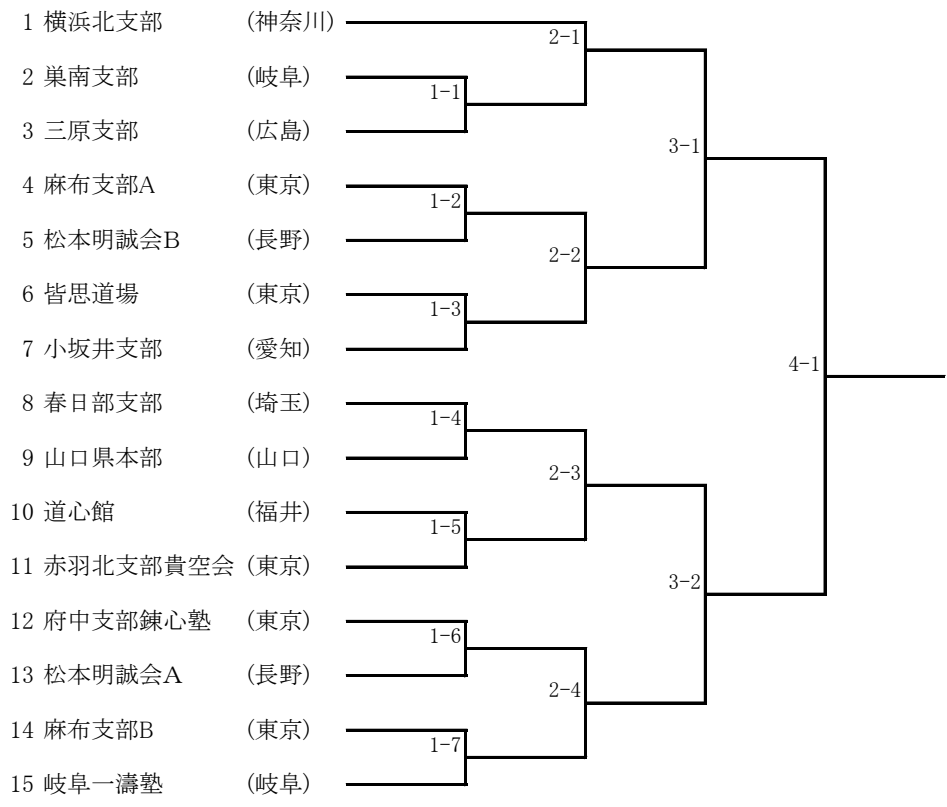 1 横浜北支部 (神奈川)
2-1
2 巣南支部 (岐阜)
1-1
3 三原支部 (広島)
3-1
4 麻布支部A (東京)
1-2
5 松本明誠会B (長野)
2-2
6 皆思道場 (東京)
1-3
7 小坂井支部 (愛知)
4-1
8 春日部支部 (埼玉)
1-4
9 山口県本部 (山口)
2-3
10 道心館 (福井)
1-5
11 赤羽北支部貴空会 (東京)
3-2
12 府中支部錬心塾 (東京)
1-6
13 松本明誠会A (長野)
2-4
14 麻布支部B (東京)
1-7
15 岐阜一濤塾 (岐阜)